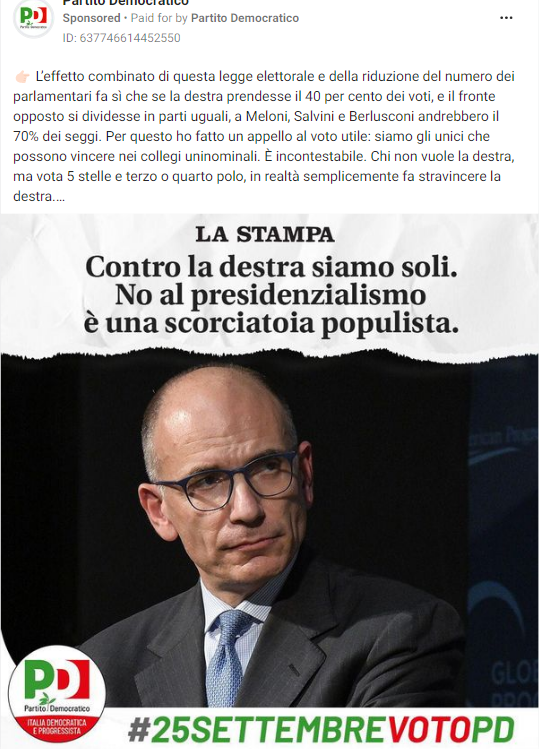 Partito Democratico
Sponsored • Paid for by Partito Democratico
ID: 637746614452550
👉🏻 L'effetto combinato di questa legge elettorale e della riduzione del numero dei
parlamentari fa sì che se la destra prendesse il 40 per cento dei voti, e il fronte
opposto si dividesse in parti uguali, a Meloni, Salvini e Berlusconi andrebbero il
70% dei seggi. Per questo ho fatto un appello al voto utile: siamo gli unici che
possono vincere nei collegi uninominali. È incontestabile. Chi non vuole la destra,
ma vota 5 stelle e terzo o quarto polo, in realtà semplicemente fa stravincere la
destra....
LA STAMPA
Contro la destra siamo soli.
No al presidenzialismo
è una scorciatoia populista.
PD
Partito Democratico
ITALIA DEMOCRATICA
E PROGRESSISTA
#25SETTEMBREVOTOPD